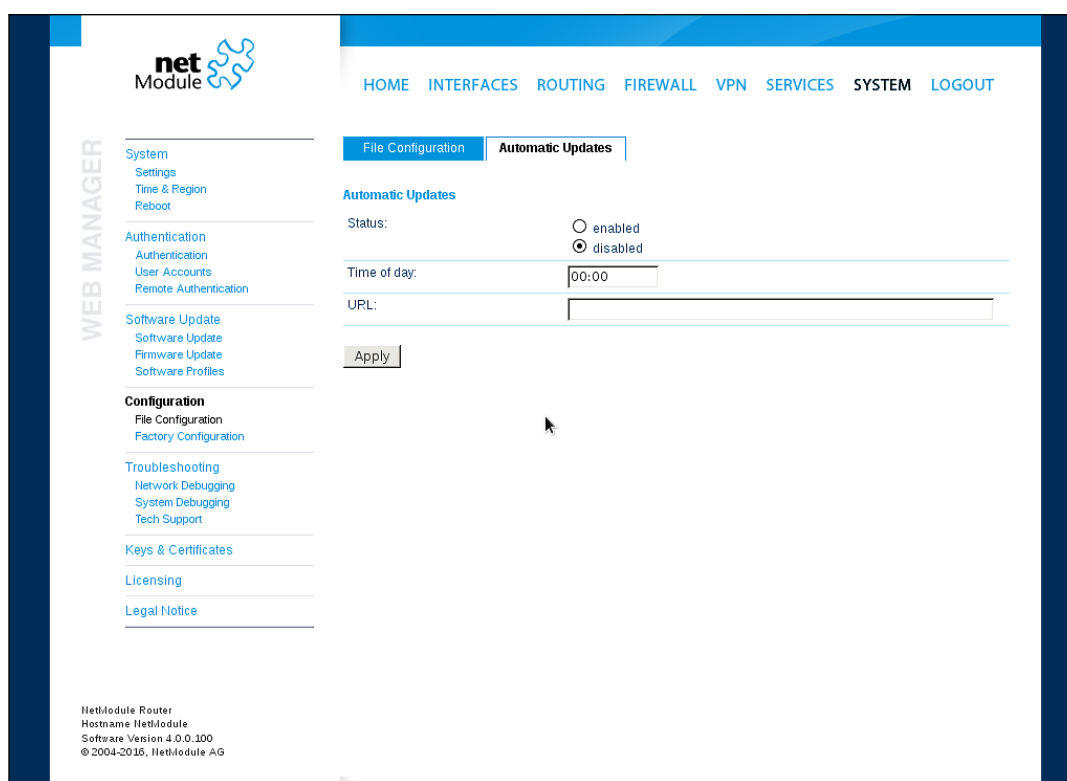 net
Module
HOME INTERFACES ROUTING FIREWALL VPN SERVICES SYSTEM LOGOUT
WEB MANAGER
System
Settings
Time & Region
Reboot
Authentication
Authentication
User Accounts
Remote Authentication
Software Update
Software Update
Firmware Update
Software Profiles
Configuration
File Configuration
Factory Configuration
Troubleshooting
Network Debugging
System Debugging
Tech Support
Keys & Certificates
Licensing
Legal Notice
File Configuration Automatic Updates
Automatic Updates
Status:
enabled
disabled
Time of day: 00:00
URL:
Apply
NetModule Router
Hostname NetModule
Software Version 4.0.0.100
© 2004-2016, NetModule AG